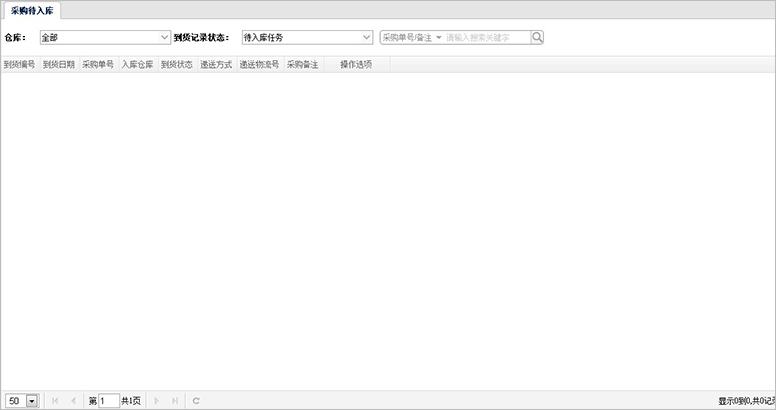 采购待入库
仓库： 全部 到货记录状态： 待入库任务 采购单号/备注 请输入搜索关键字
到货编号 到货日期 采购单号 入库仓库 到货状态 递送方式 递送物流号 采购备注 操作选项
50 第 1 共1页 显示0到0,共0记录